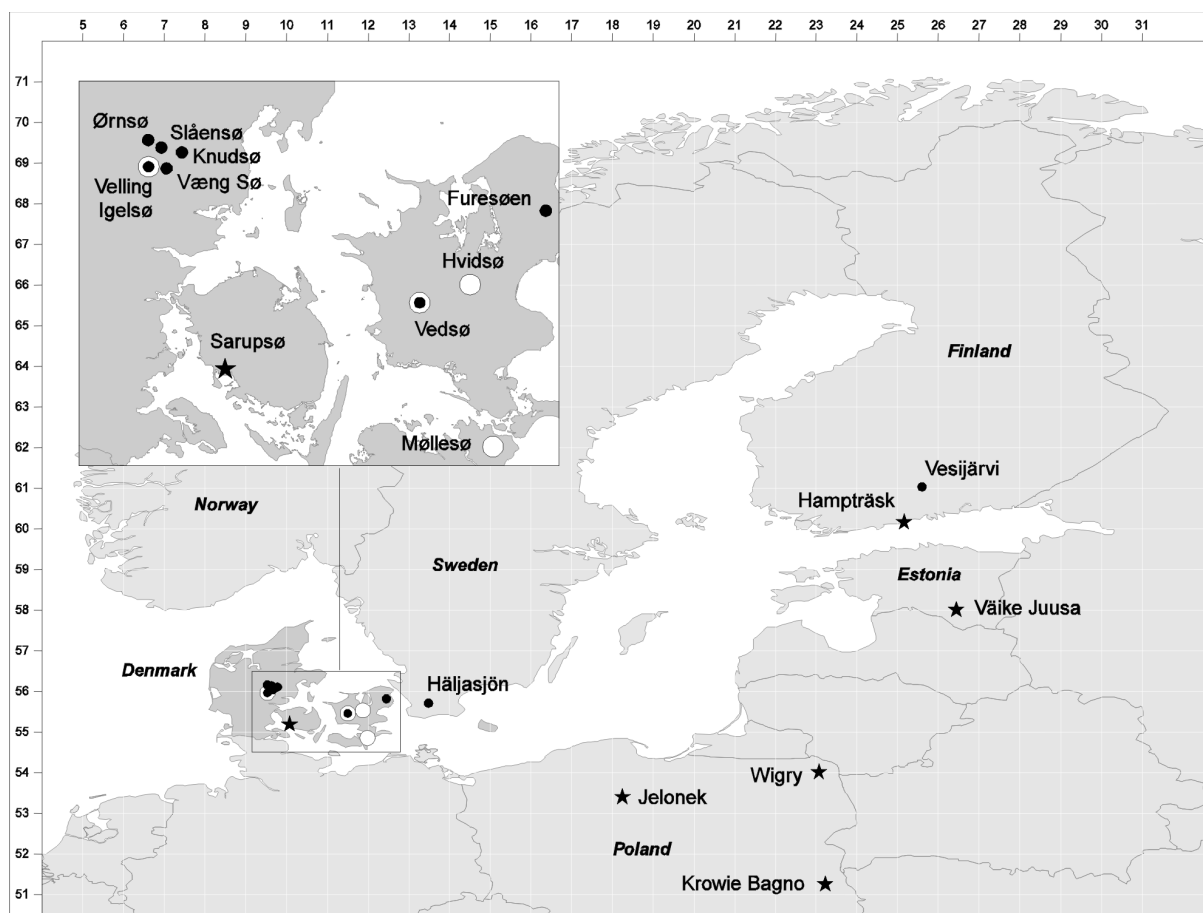 5 6 7 8 9 10 11 12 13 14 15 16 17 18 19 20 21 22 23 24 25 26 27 28 29 30 31
71
70
69
68
67
66
65
64
63
62
61
60
59
58
57
56
55
54
53
52
51
Ørnsø
Slåensø
Knudsø
Velling
Igelsø
Væng Sø
Furesøen
Hvidsø
Vedsø
Sarupsø
Møllesø
Finland
Vesijärvi
Hampträsk
Norway
Sweden
Estonia
Väike Juusa
Denmark
Häljasjön
Wigry
Jelonek
Poland
Krowie Bagno